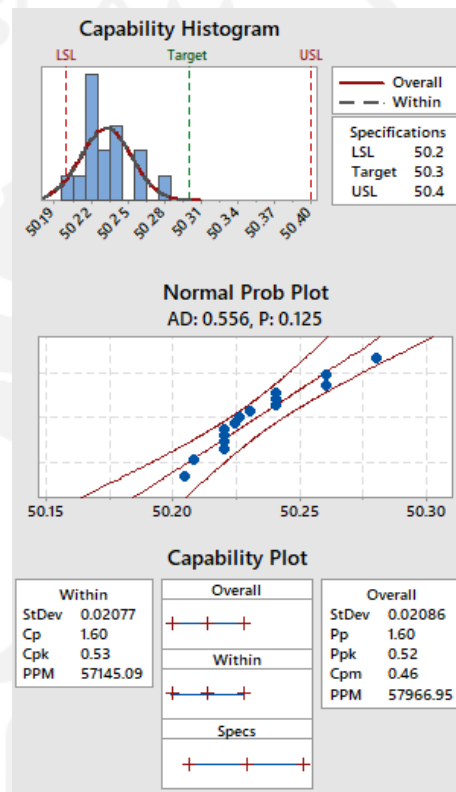 Capability Histogram
LSL Target USL
Overall
Within
Specifications
LSL 50.2
Target 50.3
USL 50.4
50.19 50.22 50.25 50.28 50.31 50.34 50.37 50.40
Normal Prob Plot
AD: 0.556, P: 0.125
50.15 50.20 50.25 50.30
Capability Plot
Within
StDev 0.02077
Cp 1.60
Cpk 0.53
PPM 57145.09
Overall
Within
Specs
Overall
StDev 0.02086
Pp 1.60
Ppk 0.52
Cpm 0.46
PPM 57966.95